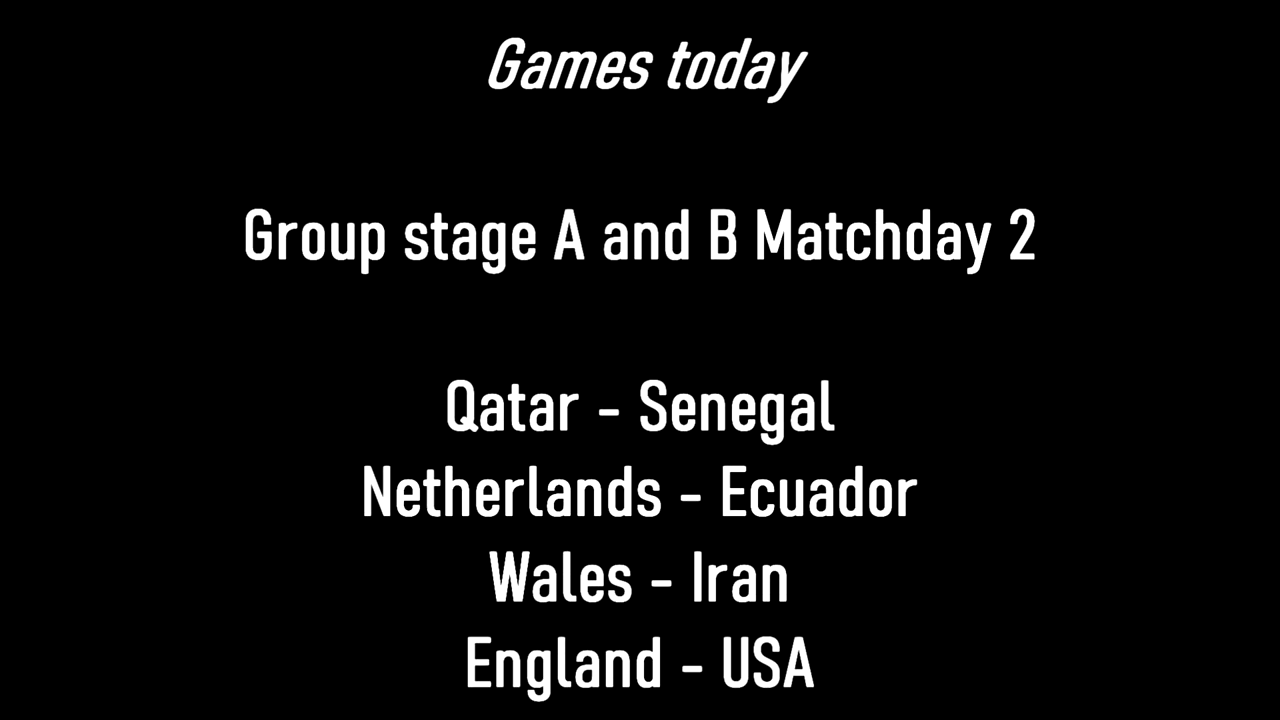 Games today
Group stage A and B Matchday 2
Qatar - Senegal
Netherlands - Ecuador
Wales - Iran
England - USA